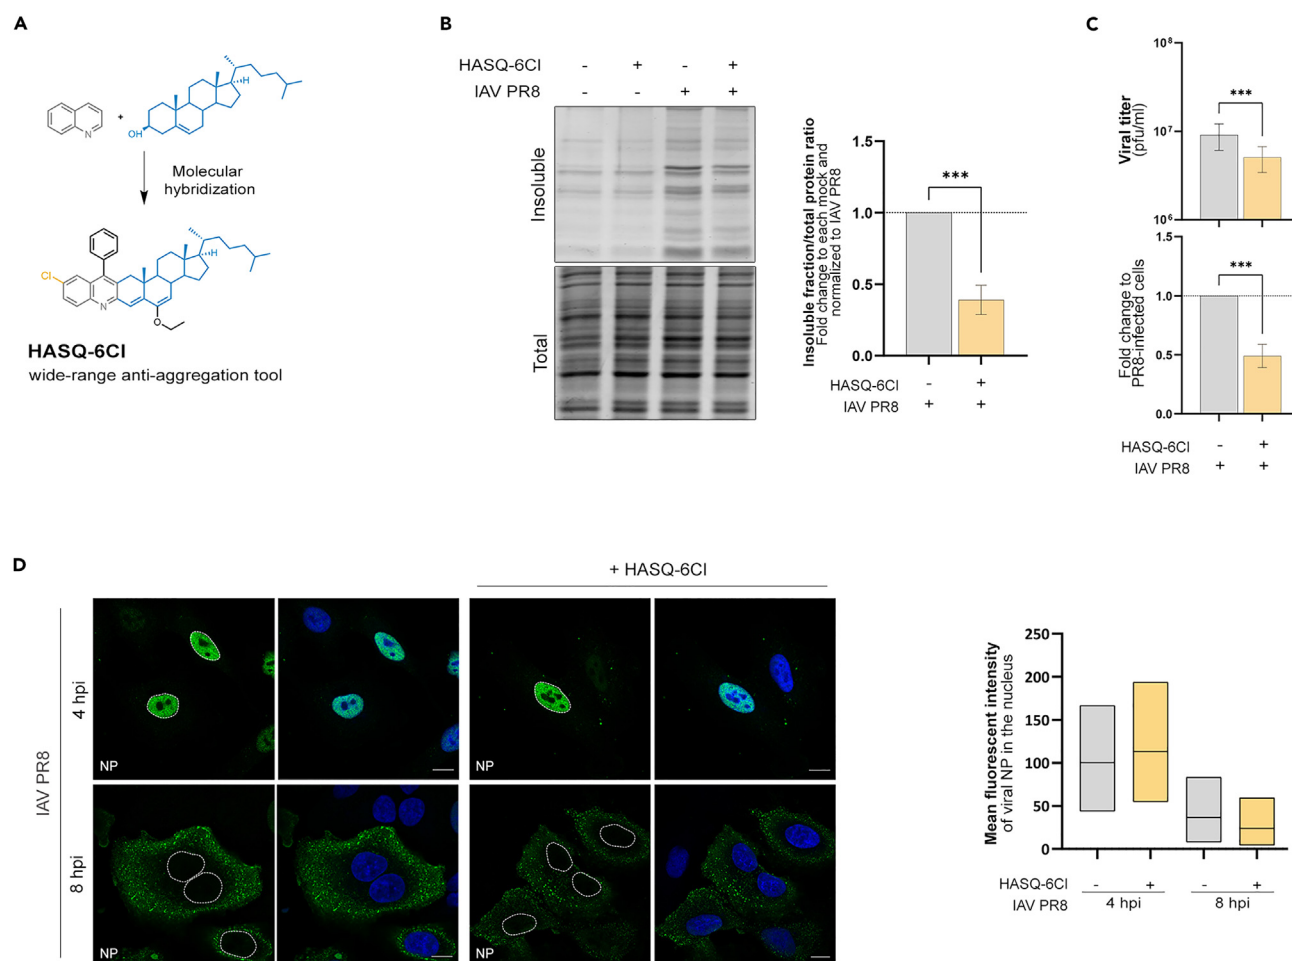 A
N
+
OH
H
Molecular
hybridization
Cl
N
O
H
HASQ-6Cl
wide-range anti-aggregation tool
B
HASQ-6Cl - + - +
IAV PR8 - - + +
Insoluble
Total
Insoluble fraction/total protein ratio
Fold change to each mock and
normalized to IAV PR8
1.5
1.0
0.5
0.0
***
HASQ-6Cl - +
IAV PR8 + +
C
Viral titer
(pfu/ml)
10⁸
10⁷
10⁶
***
Fold change to
PR8-infected cells
1.5
1.0
0.5
0.0
***
HASQ-6Cl - +
IAV PR8 + +
D
+ HASQ-6Cl
IAV PR8
4 hpi
NP
NP
8 hpi
NP
NP
Mean fluorescent intensity
of viral NP in the nucleus
250
200
150
100
50
0
HASQ-6Cl - + - +
IAV PR8 4 hpi 8 hpi